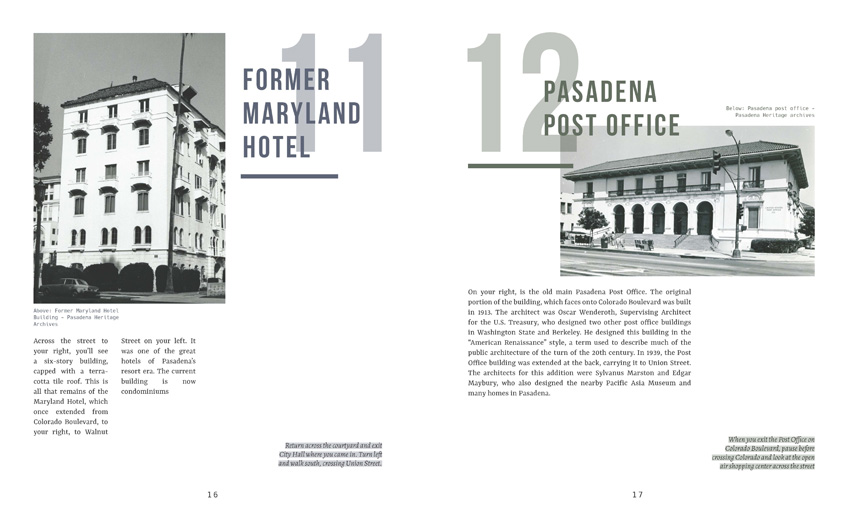 11
FORMER
MARYLAND
HOTEL
Above: Former Maryland Hotel
Building – Pasadena Heritage
Archives
Across the street to
your right, you'll see
a six-story building,
capped with a terra-
cotta tile roof. This is
all that remains of the
Maryland Hotel, which
once extended from
Colorado Boulevard, to
your right, to Walnut
Street on your left. It
was one of the great
hotels of Pasadena's
resort era. The current
building is now
condominiums
Return across the courtyard and exit
City Hall where you came in. Turn left
and walk south, crossing Union Street.
16
12
PASADENA
POST OFFICE
Below: Pasadena post office –
Pasadena Heritage archives
On your right, is the old main Pasadena Post Office. The original
portion of the building, which faces onto Colorado Boulevard was built
in 1913. The architect was Oscar Wenderoth, Supervising Architect
for the U.S. Treasury, who designed two other post office buildings
in Washington State and Berkeley. He designed this building in the
“American Renaissance” style, a term used to describe much of the
public architecture of the turn of the 20th century. In 1939, the Post
Office building was extended at the back, carrying it to Union Street.
The architects for this addition were Sylvanus Marston and Edgar
Maybury, who also designed the nearby Pacific Asia Museum and
many homes in Pasadena.
When you exit the Post Office on
Colorado Boulevard, pause before
crossing Colorado and look at the open
air shopping center across the street
17